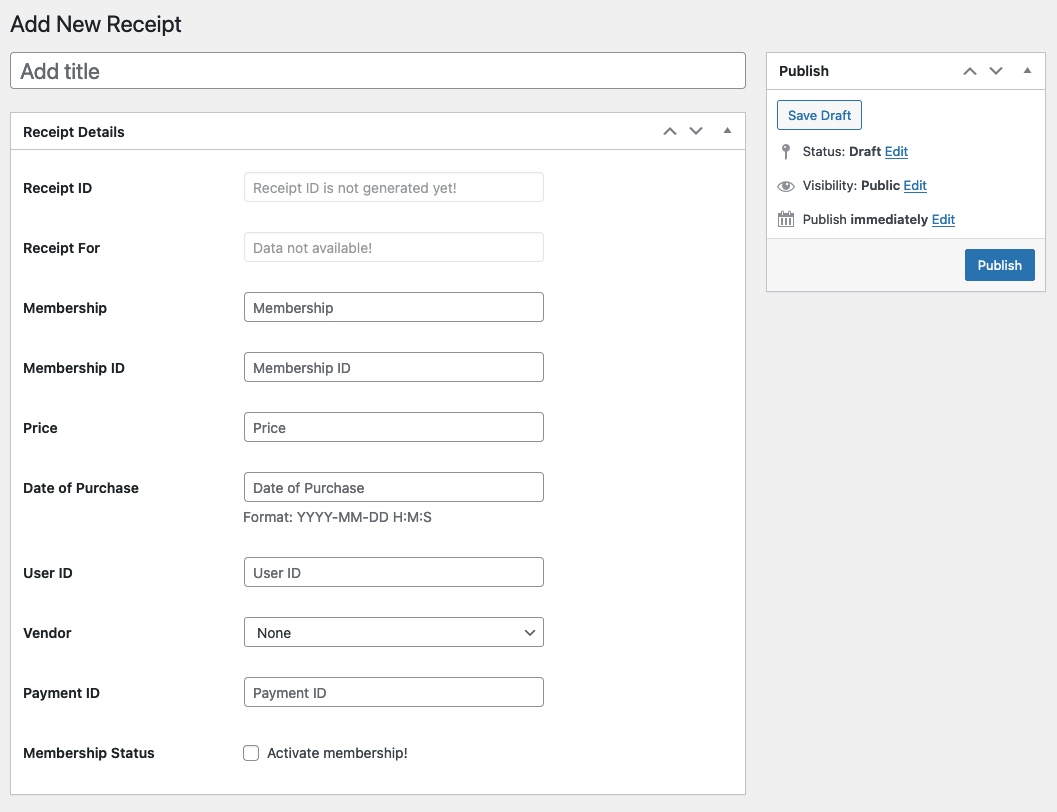 Add New Receipt
Add title
Receipt Details
Receipt ID
Receipt ID is not generated yet!
Receipt For
Data not available!
Membership
Membership
Membership ID
Membership ID
Price
Price
Date of Purchase
Date of Purchase
Format: YYYY-MM-DD H:M:S
User ID
User ID
Vendor
None
Payment ID
Payment ID
Membership Status
Activate membership!
Publish
Save Draft
Status: Draft Edit
Visibility: Public Edit
Publish immediately Edit
Publish